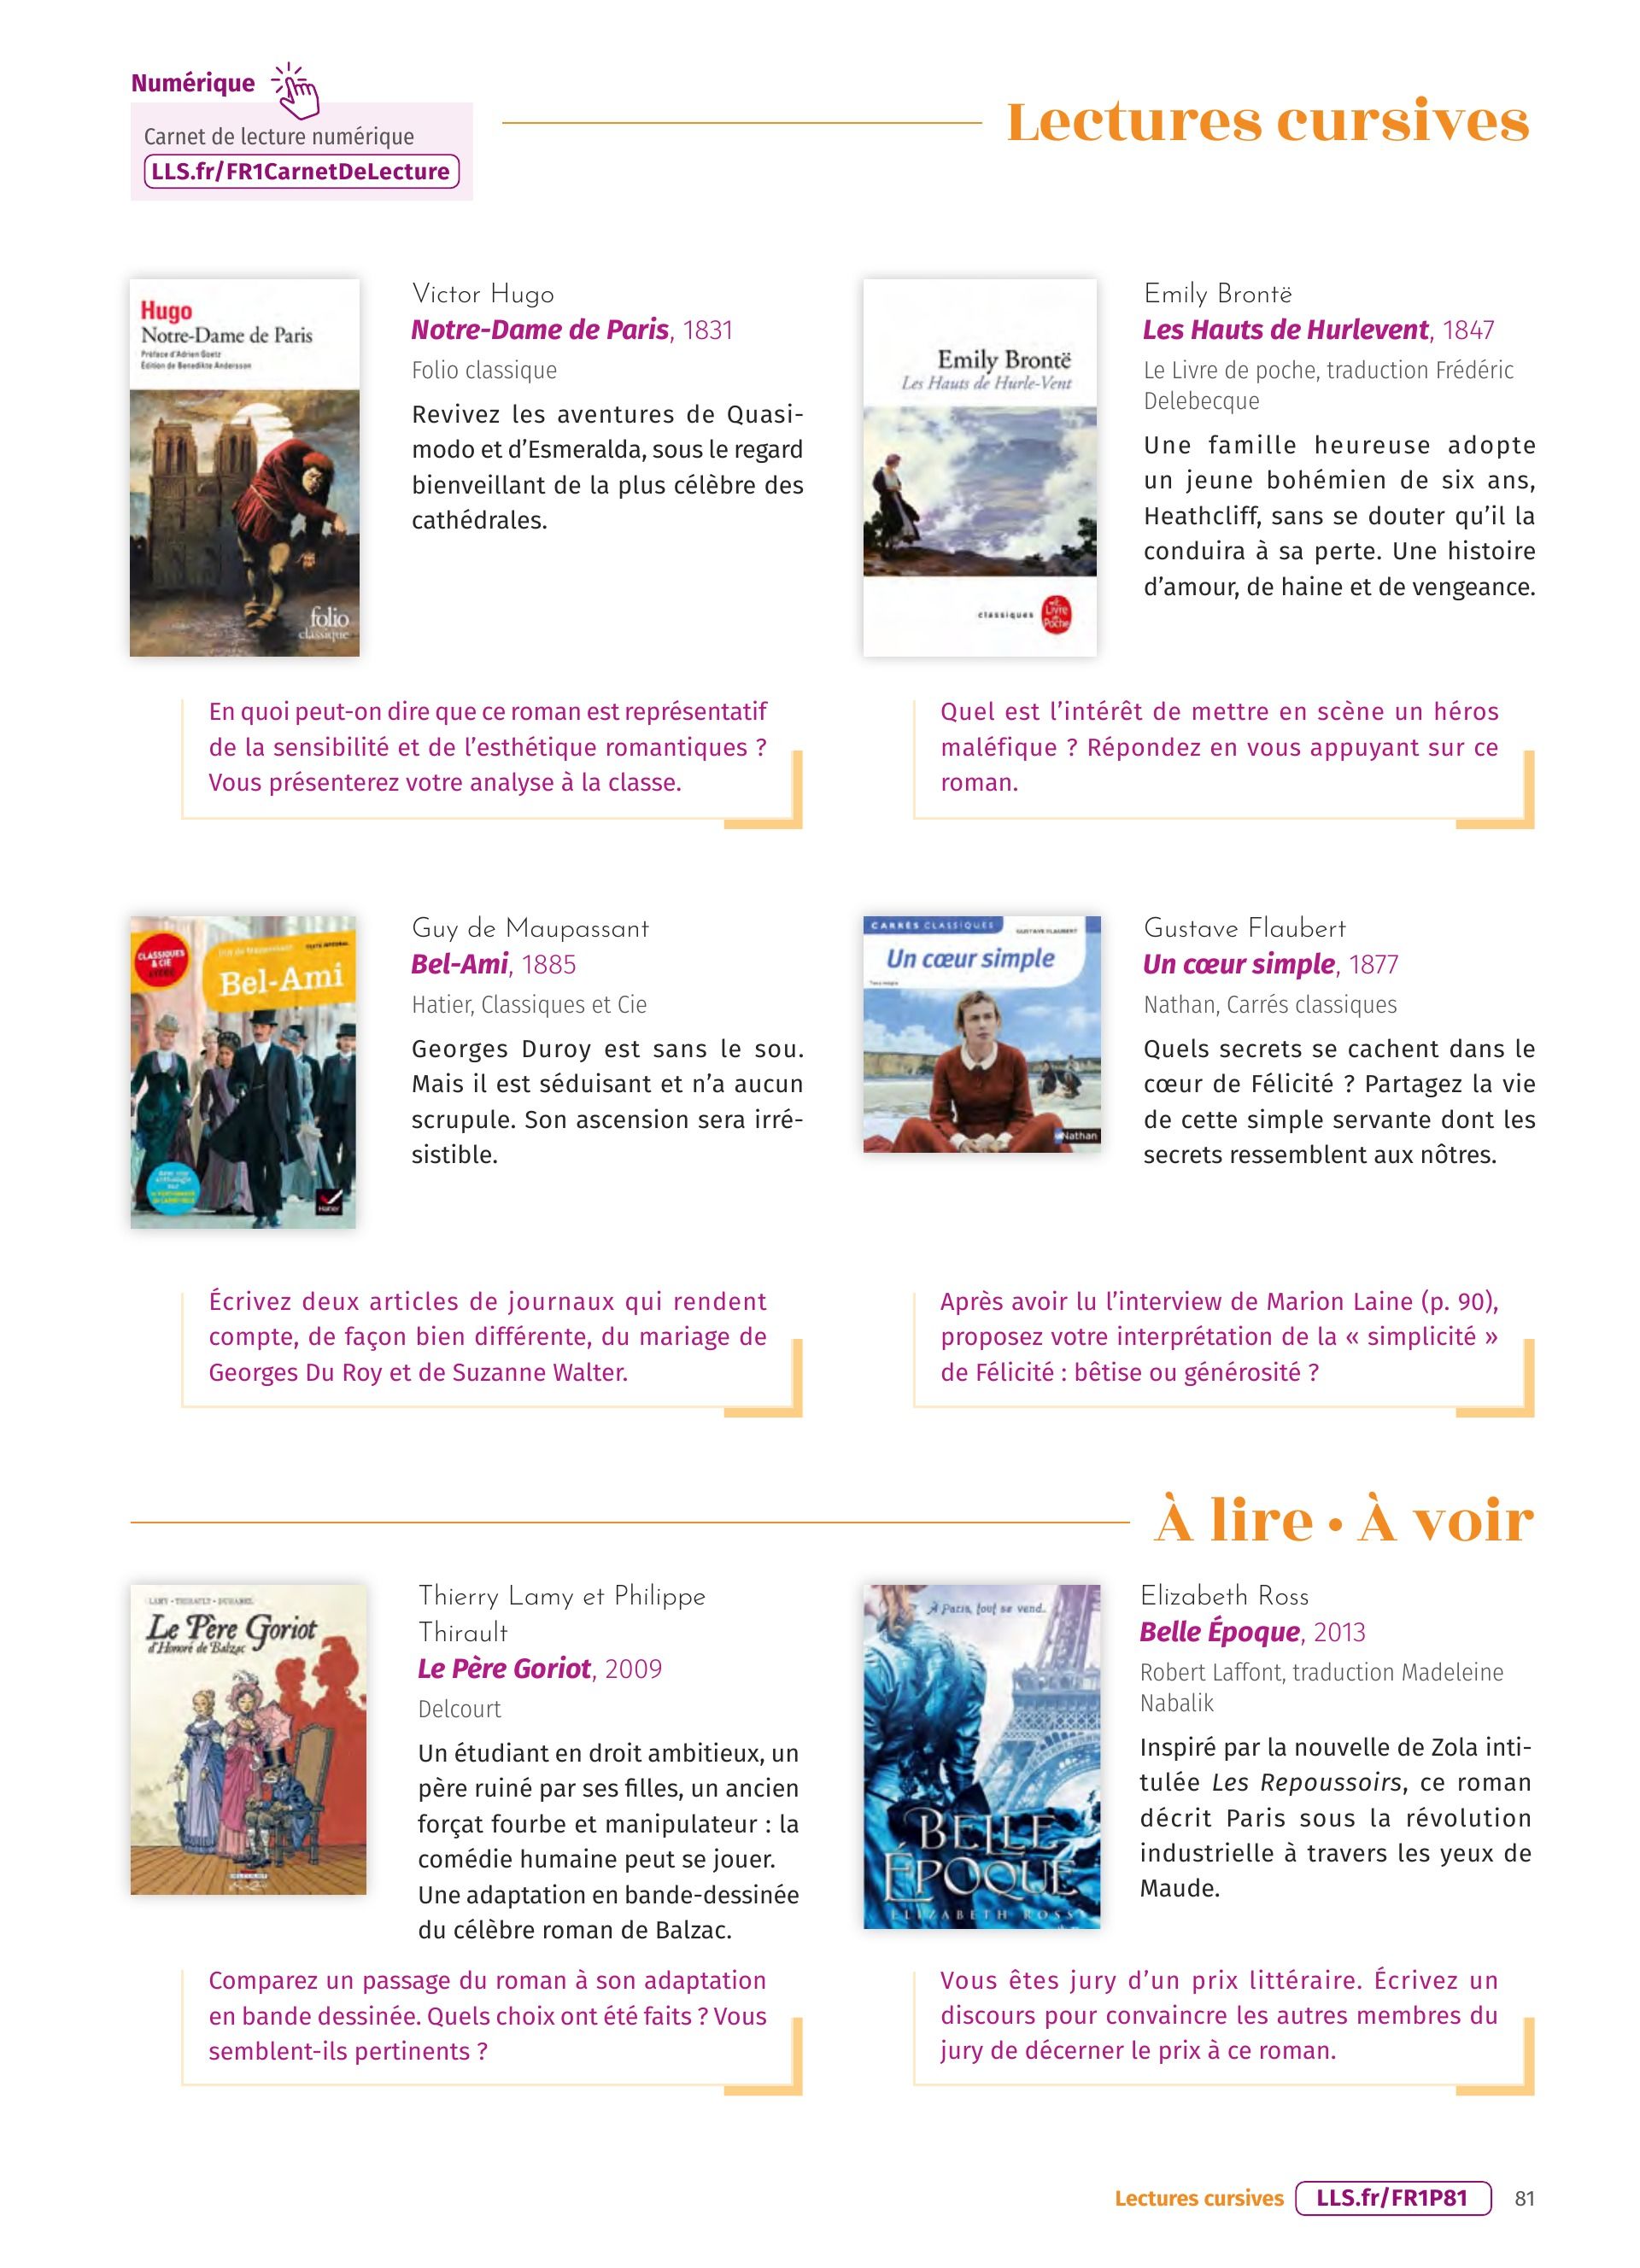 Numérique
Carnet de lecture numérique
LLS.fr/FR1CarnetDeLecture
Lectures cursives
Hugo
Notre-Dame de Paris
Préface d'Adrien Goetz
Édition de Benedikte Andersson
folio
classique
Victor Hugo
Notre-Dame de Paris, 1831
Folio classique
Revivez les aventures de Quasi-
modo et d'Esmeralda, sous le regard
bienveillant de la plus célèbre des
cathédrales.
En quoi peut-on dire que ce roman est représentatif
de la sensibilité et de l'esthétique romantiques ?
Vous présenterez votre analyse à la classe.
Emily Brontë
Les Hauts de Hurle-Vent
classiques
Le Livre de Poche
Emily Brontë
Les Hauts de Hurlevent, 1847
Le Livre de poche, traduction Frédéric
Delebecque
Une famille heureuse adopte
un jeune bohémien de six ans,
Heathcliff, sans se douter qu'il la
conduira à sa perte. Une histoire
d'amour, de haine et de vengeance.
Quel est l'intérêt de mettre en scène un héros
maléfique ? Répondez en vous appuyant sur ce
roman.
CLASSIQUES
& CIE
Bel-Ami
Hatier
Guy de Maupassant
Bel-Ami, 1885
Hatier, Classiques et Cie
Georges Duroy est sans le sou.
Mais il est séduisant et n'a aucun
scrupule. Son ascension sera irré-
sistible.
Écrivez deux articles de journaux qui rendent
compte, de façon bien différente, du mariage de
Georges Du Roy et de Suzanne Walter.
CARRÉS CLASSIQUES
GUSTAVE FLAUBERT
Un cœur simple
Nathan
Gustave Flaubert
Un cœur simple, 1877
Nathan, Carrés classiques
Quels secrets se cachent dans le
cœur de Félicité ? Partagez la vie
de cette simple servante dont les
secrets ressemblent aux nôtres.
Après avoir lu l'interview de Marion Laine (p. 90),
proposez votre interprétation de la « simplicité »
de Félicité : bêtise ou générosité ?
À lire • À voir
LAMY • THIRAULT • DUHAMEL
Le Père Goriot
d'Honoré de Balzac
DELCOURT
Thierry Lamy et Philippe
Thirault
Le Père Goriot, 2009
Delcourt
Un étudiant en droit ambitieux, un
père ruiné par ses filles, un ancien
forçat fourbe et manipulateur : la
comédie humaine peut se jouer.
Une adaptation en bande-dessinée
du célèbre roman de Balzac.
Comparez un passage du roman à son adaptation
en bande dessinée. Quels choix ont été faits ? Vous
semblent-ils pertinents ?
À Paris, tout se vend...
BELLE
ÉPOQUE
ELIZABETH ROSS
Elizabeth Ross
Belle Époque, 2013
Robert Laffont, traduction Madeleine
Nabalik
Inspiré par la nouvelle de Zola inti-
tulée Les Repoussoirs, ce roman
décrit Paris sous la révolution
industrielle à travers les yeux de
Maude.
Vous êtes jury d'un prix littéraire. Écrivez un
discours pour convaincre les autres membres du
jury de décerner le prix à ce roman.
Lectures cursives LLS.fr/FR1P81 81